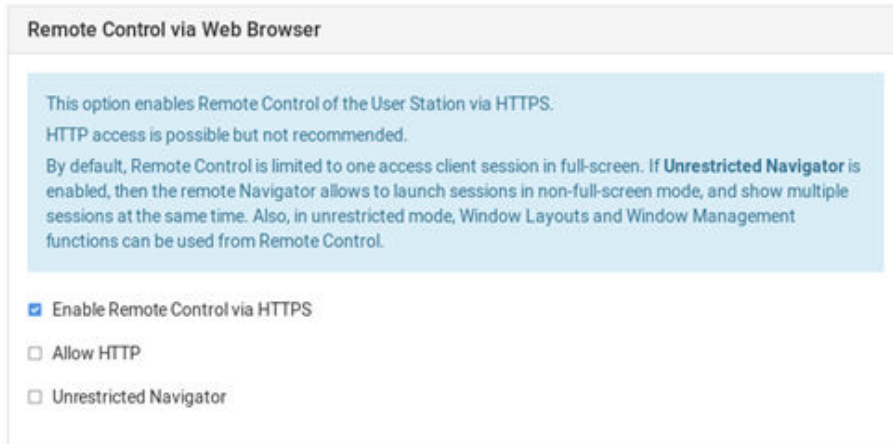 Remote Control via Web Browser
This option enables Remote Control of the User Station via HTTPS.
HTTP access is possible but not recommended.
By default, Remote Control is limited to one access client session in full-screen. If Unrestricted Navigator is
enabled, then the remote Navigator allows to launch sessions in non-full-screen mode, and show multiple
sessions at the same time. Also, in unrestricted mode, Window Layouts and Window Management
functions can be used from Remote Control.
Enable Remote Control via HTTPS
Allow HTTP
Unrestricted Navigator